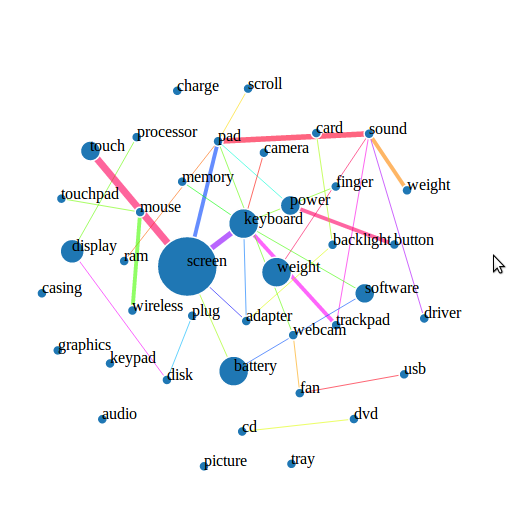 charge
scroll
touch
processor
pad
card
sound
camera
memory
finger
weight
touchpad
mouse
power
keyboard
backlight
button
display
ram
screen
weight
casing
wireless
plug
adapter
software
webcam
trackpad
driver
graphics
keypad
disk
battery
fan
usb
audio
cd
dvd
picture
tray